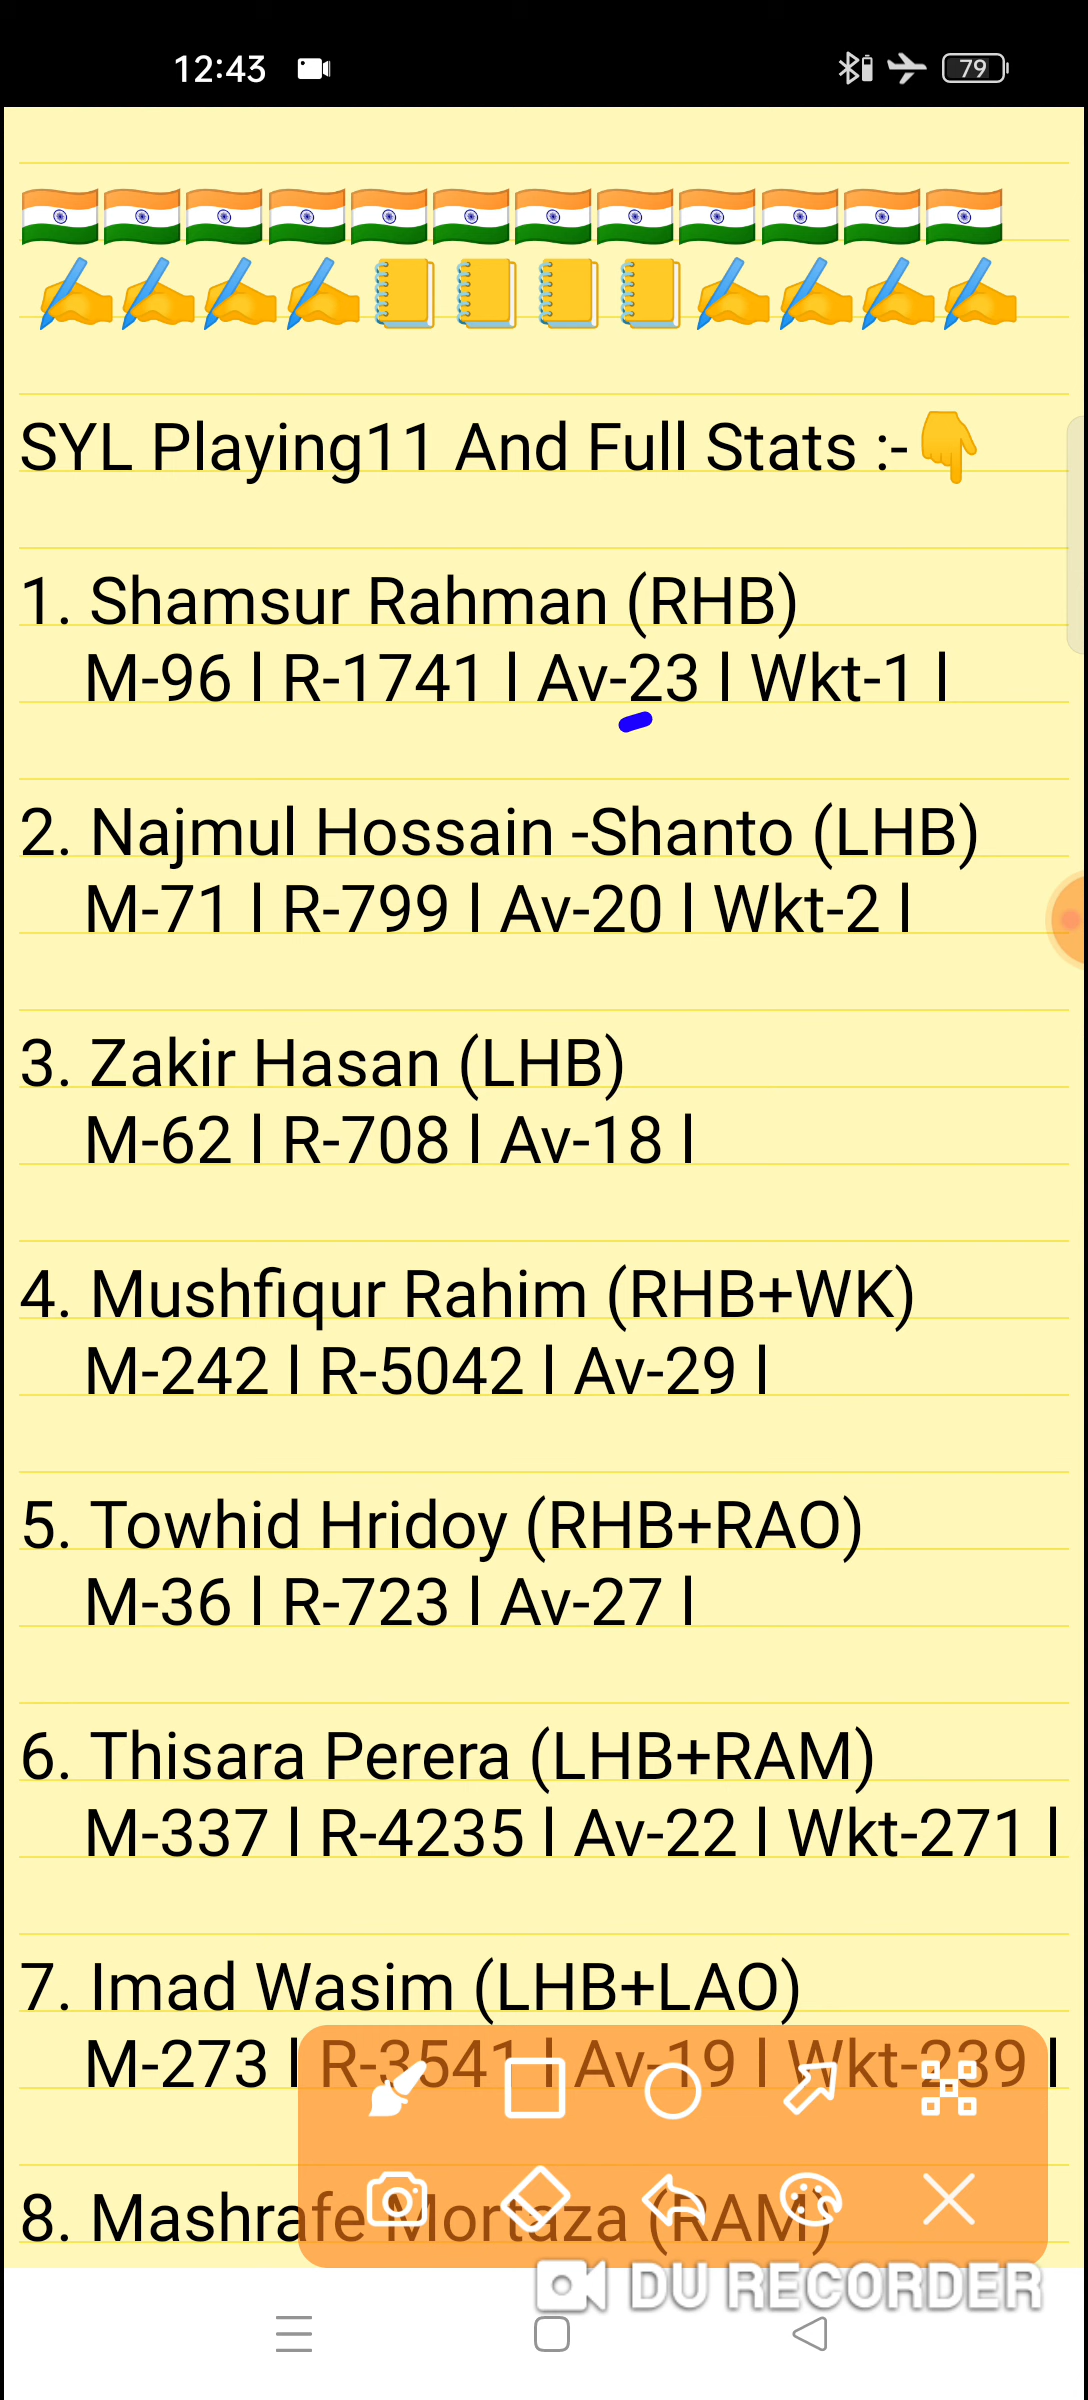 12:43
79
🇮🇳🇮🇳🇮🇳🇮🇳🇮🇳🇮🇳🇮🇳🇮🇳🇮🇳🇮🇳🇮🇳🇮🇳
✍️✍️✍️✍️📒📒📒📒✍️✍️✍️✍️
SYL Playing11 And Full Stats :-👇
1. Shamsur Rahman (RHB)
M-96 l R-1741 l Av-23 l Wkt-1 l
2. Najmul Hossain -Shanto (LHB)
M-71 l R-799 l Av-20 l Wkt-2 l
3. Zakir Hasan (LHB)
M-62 l R-708 l Av-18 l
4. Mushfiqur Rahim (RHB+WK)
M-242 l R-5042 l Av-29 l
5. Towhid Hridoy (RHB+RAO)
M-36 l R-723 l Av-27 l
6. Thisara Perera (LHB+RAM)
M-337 l R-4235 l Av-22 l Wkt-271 l
7. Imad Wasim (LHB+LAO)
M-273 l R-3541 l Av-19 l Wkt-239 l
8. Mashrafe Mortaza (RAM)
DU RECORDER